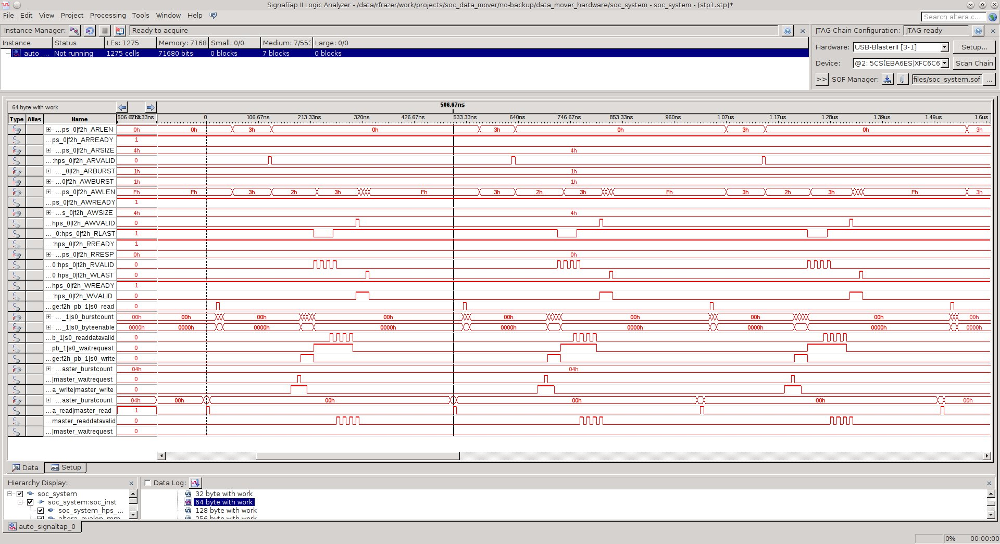 SignalTap II Logic Analyzer - /data/rfrazer/work/projects/soc_data_mover/no-backup/data_mover_hardware/soc_system - soc_system - [stp1.stp]*
File Edit View Project Processing Tools Window Help
Search altera.c...
Instance Manager: Ready to acquire
JTAG Chain Configuration: JTAG ready
Instance Status LEs: 1275 Memory: 7168 Small: 0/0 Medium: 7/553 Large: 0/0
auto_... Not running 1275 cells 71680 bits 0 blocks 7 blocks 0 blocks
Hardware: USB-BlasterII [3-1] Setup...
Device: @2: 5CS(EBA6ES|XFC6C6 Scan Chain
>> SOF Manager: files/soc_system.sof ...
64 byte with work
506.67ns
Type Alias Name
0 106.67ns 213.33ns 320ns 426.67ns 533.33ns 640ns 746.67ns 853.33ns 960ns 1.07us 1.17us 1.28us 1.39us 1.49us 1.6us
...ps_0|f2h_ARLEN 0h 0h 3h 0h 3h 0h 3h 0h 3h
...ps_0|f2h_ARREADY 1
...ps_0|f2h_ARSIZE 4h 4h
...:hps_0|f2h_ARVALID 0
..._0|f2h_ARBURST 1h 1h
...0|f2h_AWBURST 1h 1h
...ps_0|f2h_AWLEN Fh Fh 3h 2h 3h Fh 3h 2h 3h Fh 3h 2h 3h Fh 3h
...ps_0|f2h_AWREADY 1
...s_0|f2h_AWSIZE 4h 4h
...hps_0|f2h_AWVALID 0
..._0:hps_0|f2h_RLAST 1
...:hps_0|f2h_RREADY 1
...ps_0|f2h_RRESP 0h 0h
...0:hps_0|f2h_RVALID 0
...0:hps_0|f2h_WLAST 0
...hps_0|f2h_WREADY 1
...:hps_0|f2h_WVALID 0
...ge:f2h_pb_1|s0_read 0
..._1|s0_burstcount 00h 00h 00h 00h 00h 00h 00h 00h 00h
..._1|s0_byteenable 0000h 0000h 0000h 0000h 0000h 0000h 0000h 0000h 0000h
...b_1|s0_readdatavalid 0
...pb_1|s0_waitrequest 0
...ge:f2h_pb_1|s0_write 0
...aster_burstcount 04h 04h
...|master_waitrequest 0
...a_write|master_write 0
...aster_burstcount 04h 00h 00h 00h 00h 00h
...a_read|master_read 1
...master_readdatavalid 0
...|master_waitrequest 0
Data Setup
Hierarchy Display:
soc_system
soc_system:soc_inst
soc_system_hps_...
altera_avalon_mm
Data Log:
32 byte with work
64 byte with work
128 byte with work
256 byte with work
auto_signaltap_0
0% 00:00:00